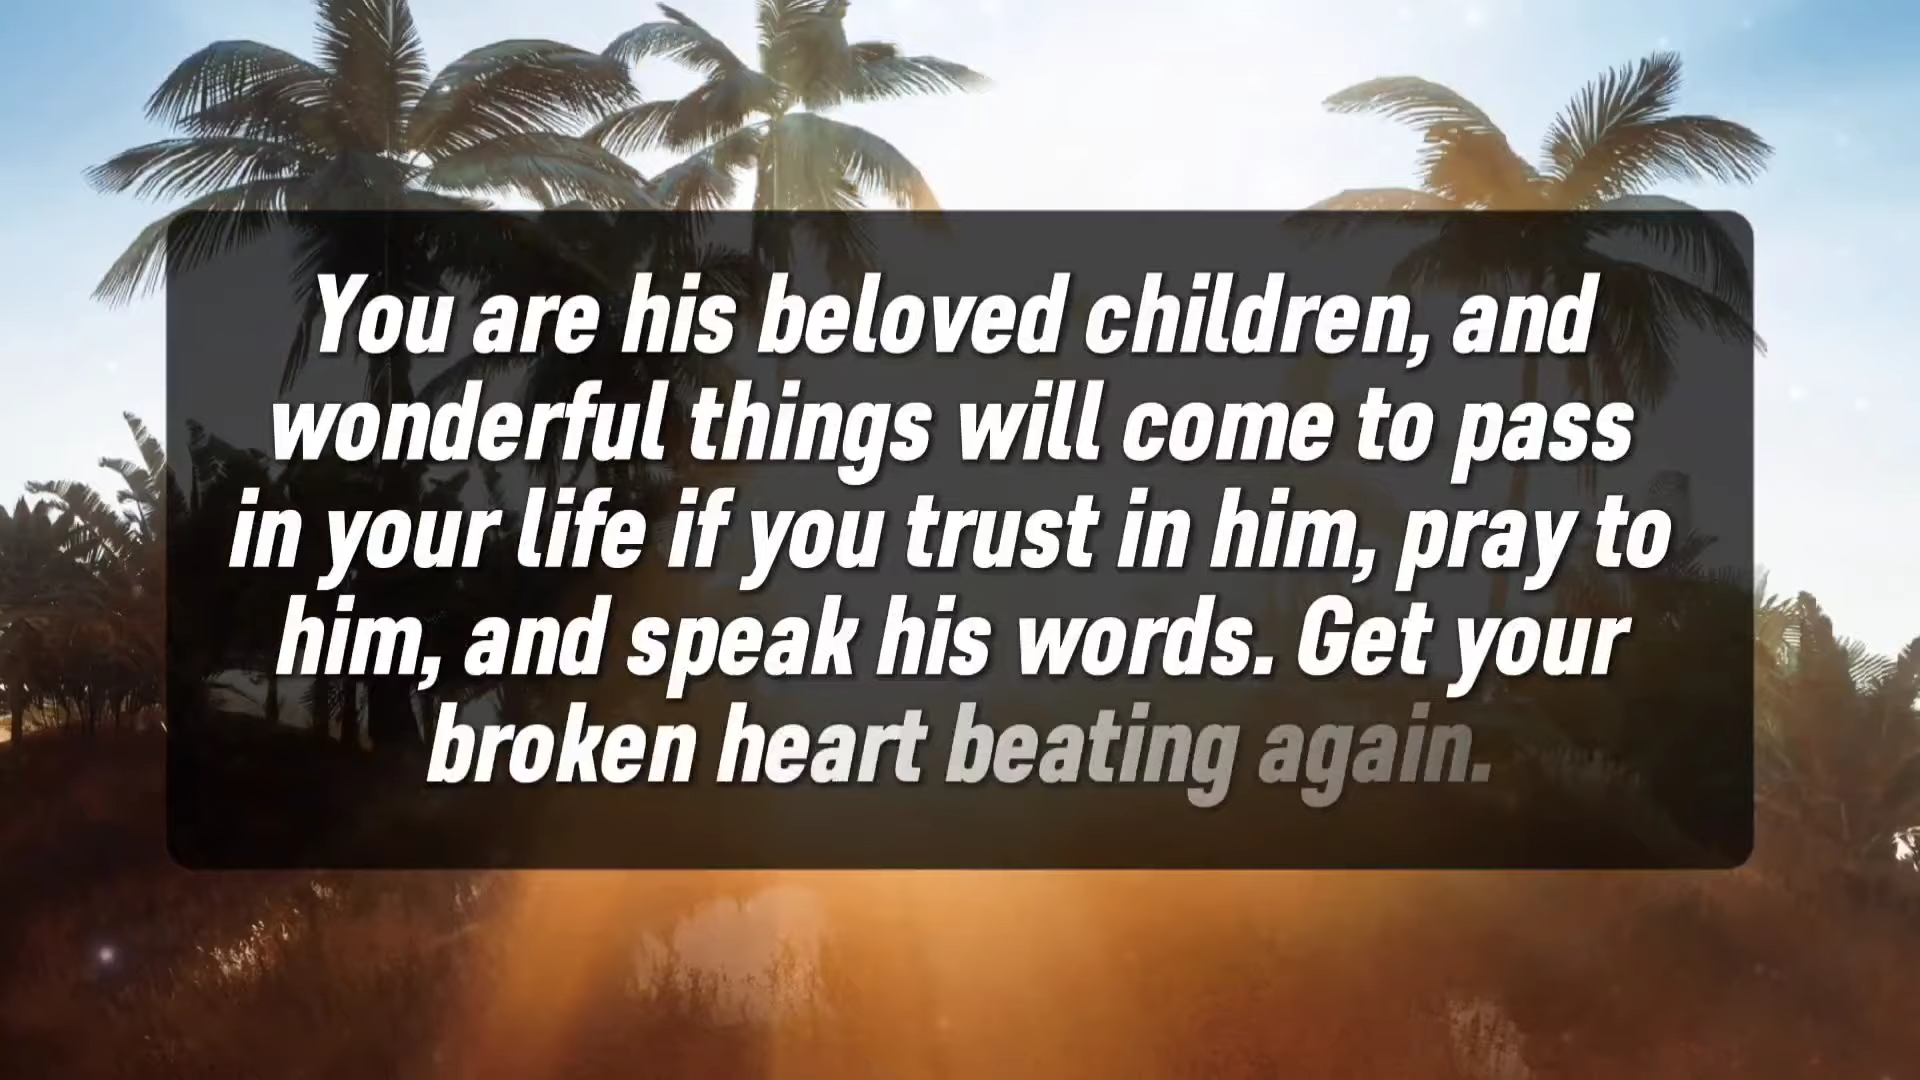 You are his beloved children, and
wonderful things will come to pass
in your life if you trust in him, pray to
him, and speak his words. Get your
broken heart beating again.